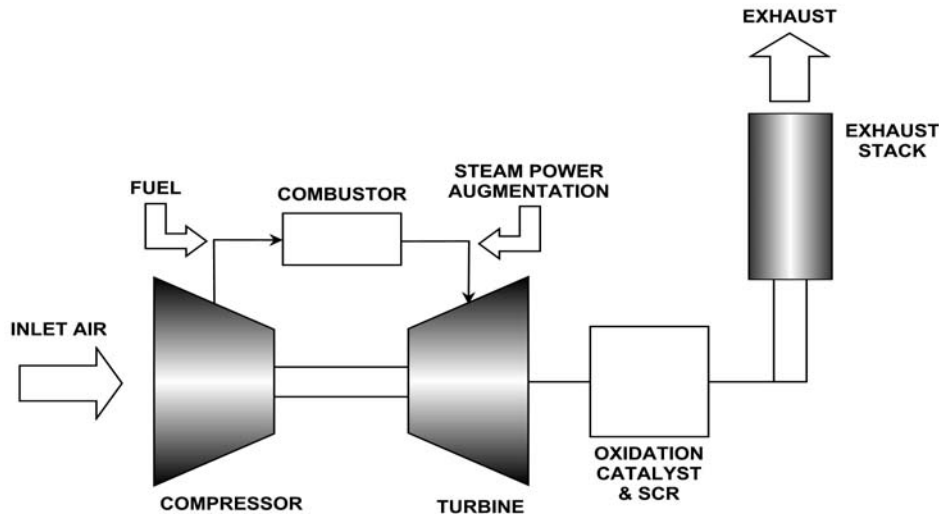 EXHAUST
EXHAUST
STACK
STEAM POWER
AUGMENTATION
FUEL
COMBUSTOR
INLET AIR
COMPRESSOR
TURBINE
OXIDATION
CATALYST
& SCR